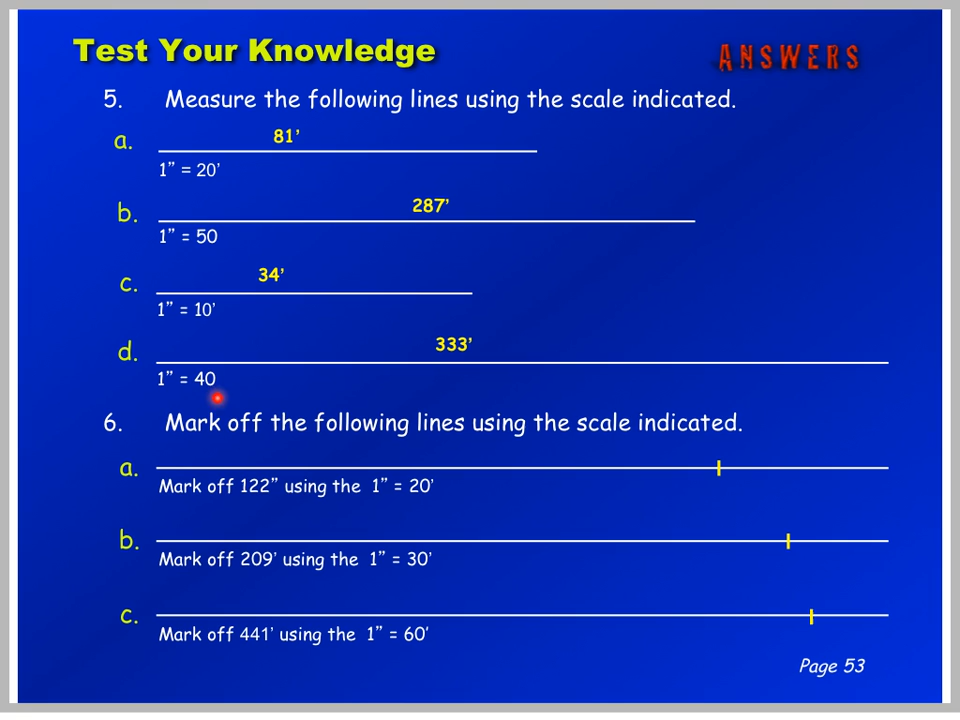 Test Your Knowledge
ANSWERS
5. Measure the following lines using the scale indicated.
a. 81’
1” = 20’
b. 287’
1” = 50
c. 34’
1” = 10’
d. 333’
1” = 40
6. Mark off the following lines using the scale indicated.
a.
Mark off 122” using the 1” = 20’
b.
Mark off 209’ using the 1” = 30’
c.
Mark off 441’ using the 1” = 60’
Page 53